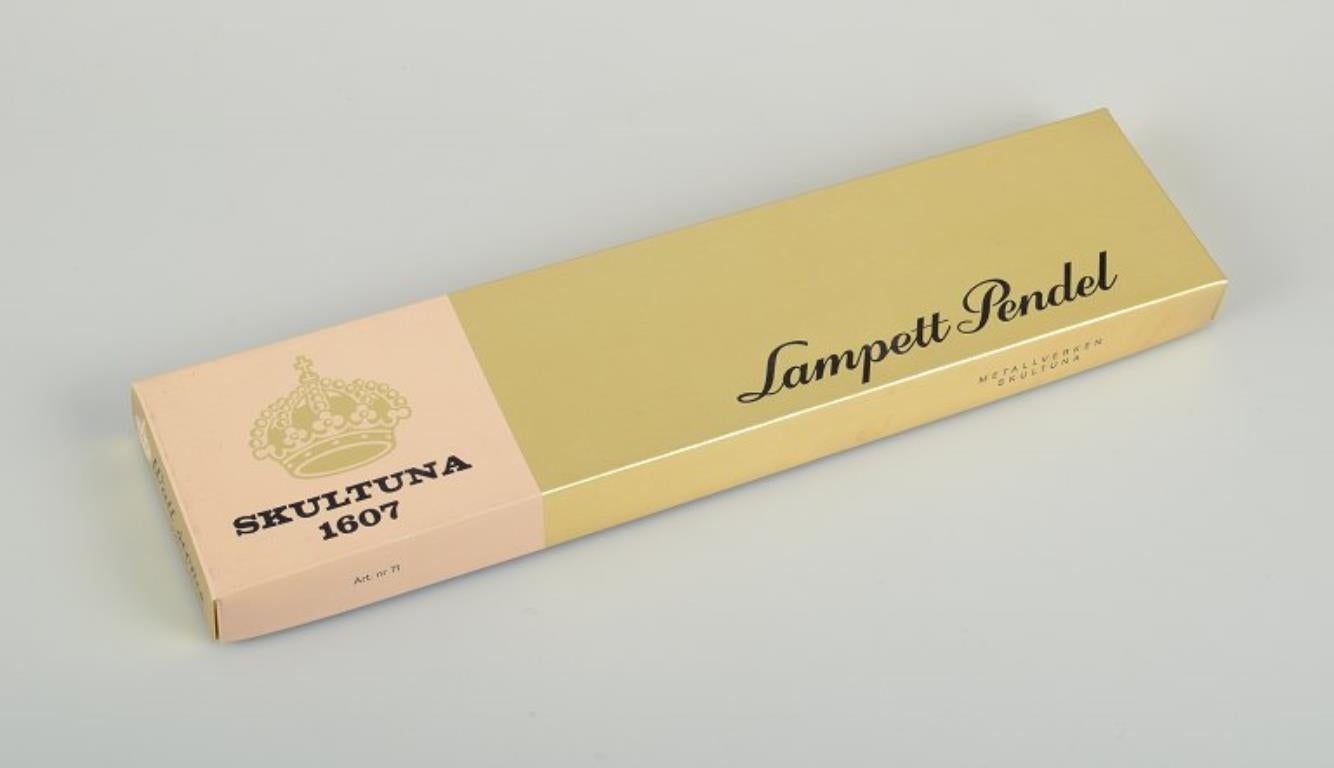 SKULTUNA
1607
Art. nr 71
Lampett Pendel
METALLVERKEN
SKULTUNA